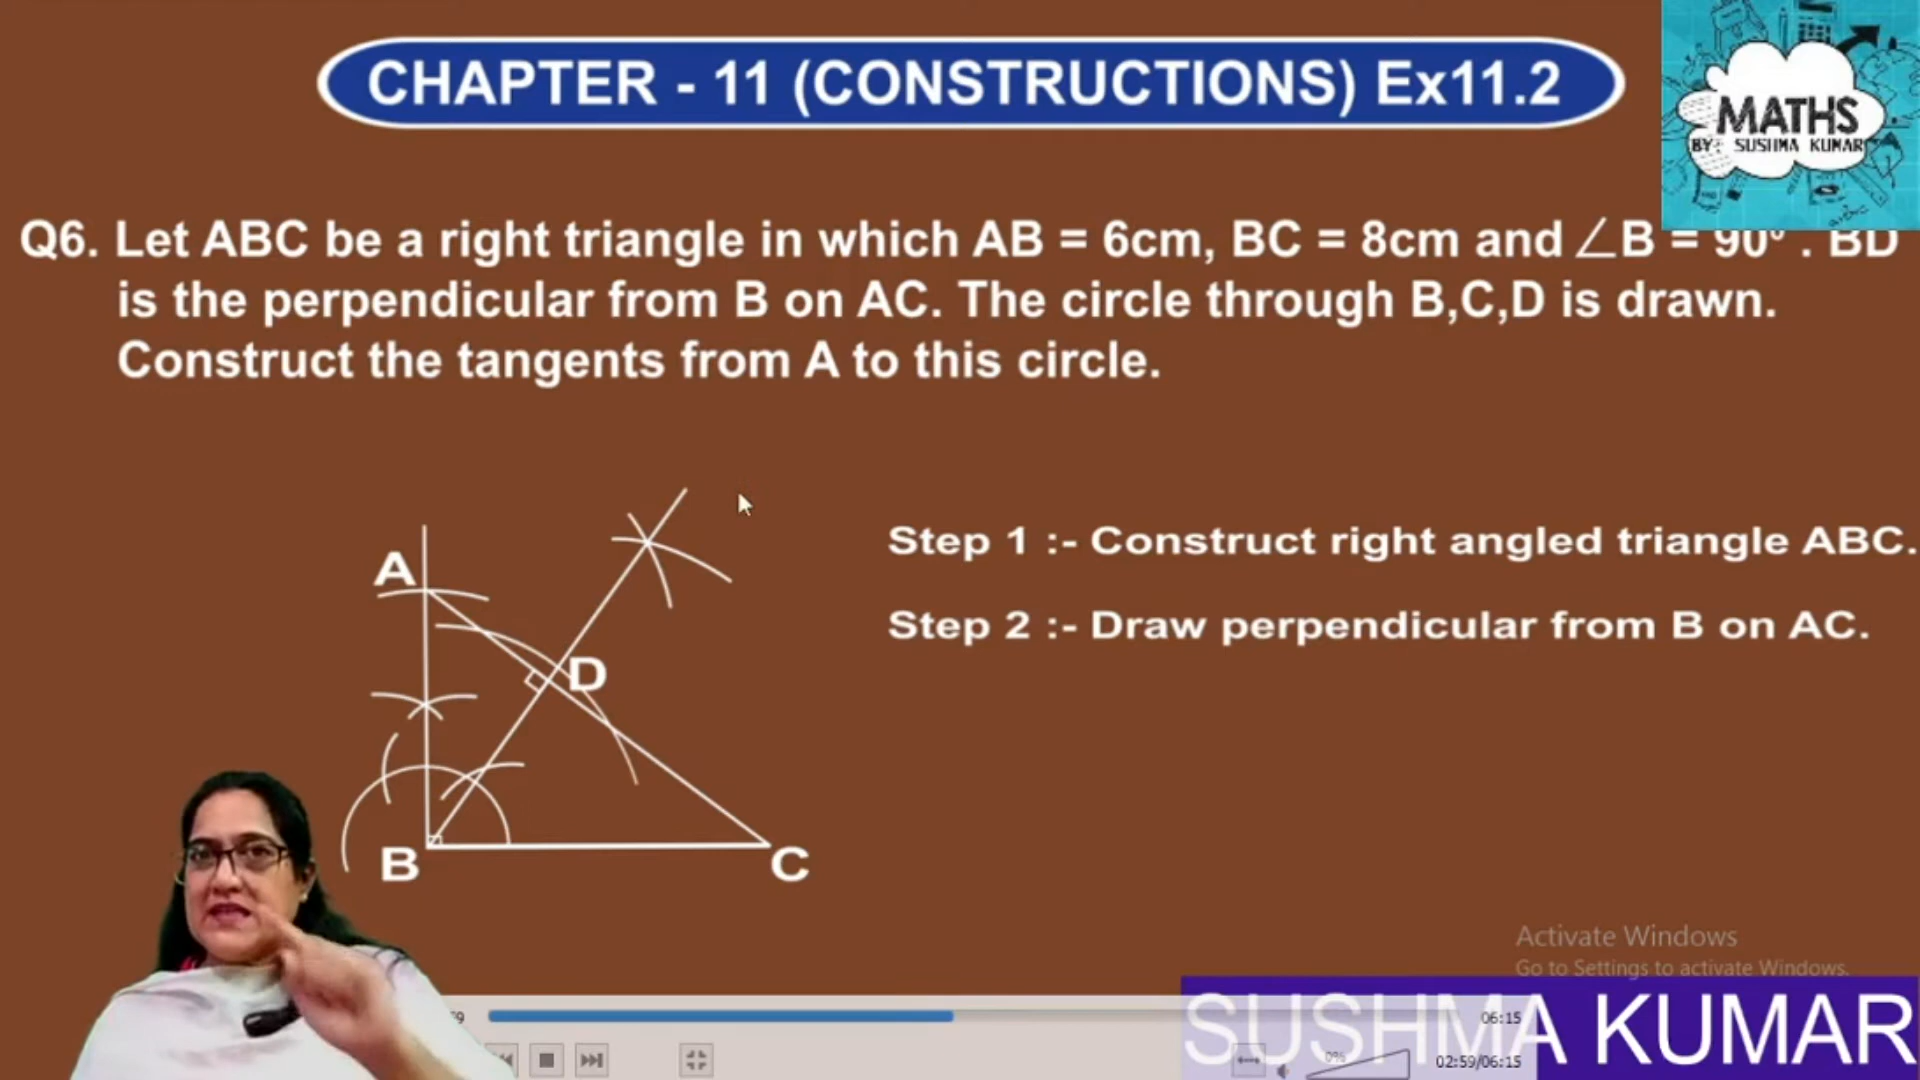 CHAPTER - 11 (CONSTRUCTIONS) Ex11.2
MATHS
BY: SUSHMA KUMAR
Q6. Let ABC be a right triangle in which AB = 6cm, BC = 8cm and ∠B = 90⁰ . BD
is the perpendicular from B on AC. The circle through B,C,D is drawn.
Construct the tangents from A to this circle.
A
D
B
C
Step 1 :- Construct right angled triangle ABC.
Step 2 :- Draw perpendicular from B on AC.
Activate Windows
Go to Settings to activate Windows.
SUSHMA KUMAR
06:15
0%
02:59/06:15